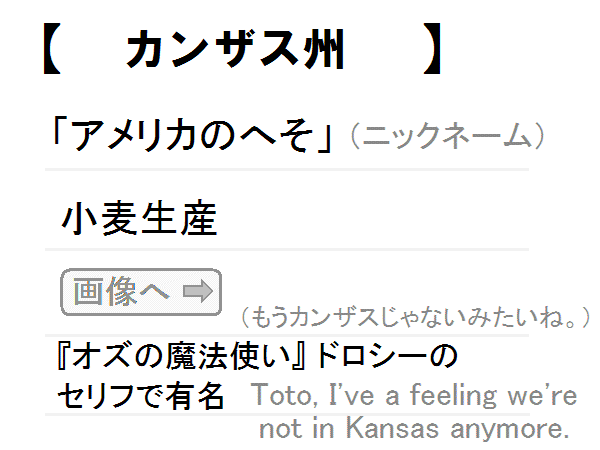 【 カンザス州 】
「アメリカのへそ」（ニックネーム）
小麦生産
画像へ ⇨
（もうカンザスじゃないみたいね。）
『オズの魔法使い』ドロシーの
セリフで有名 Toto, I've a feeling we're
not in Kansas anymore.